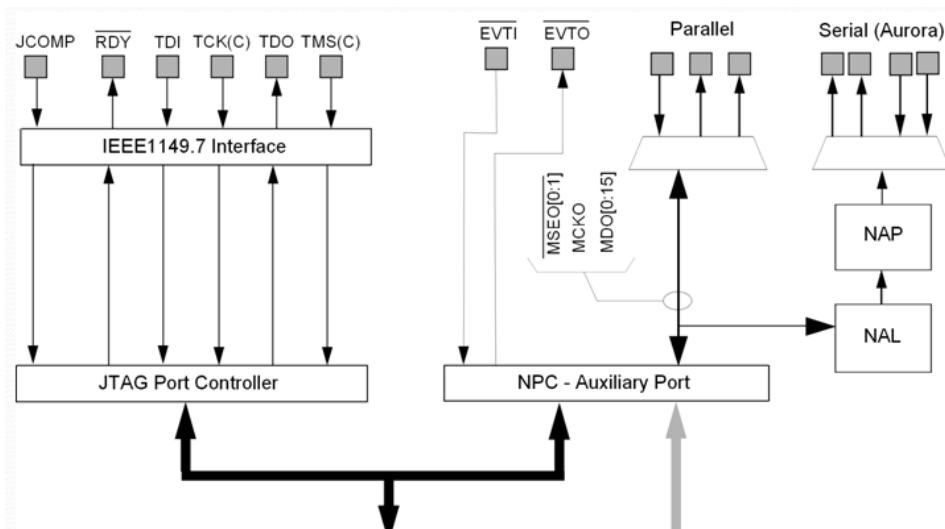 JCOMP RDY TDI TCK(C) TDO TMS(C)
EVTI EVTO
Parallel
Serial (Aurora)
IEEE1149.7 Interface
MSEO[0:1]
MCKO
MDO[0:15]
NAP
NAL
JTAG Port Controller
NPC - Auxiliary Port